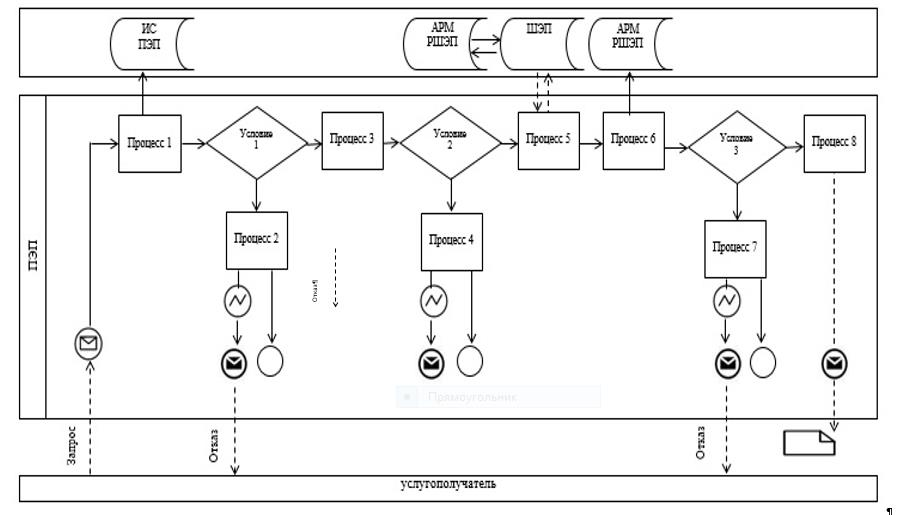 ИС
ПЭП
АРМ
РШЭП
ШЭП
АРМ
РШЭП
ПЭП
Процесс 1
Условие
1
Процесс 3
Условие
2
Процесс 5
Процесс 6
Условие
3
Процесс 8
Процесс 2
Процесс 4
Процесс 7
Отказ¶
Прямоугольник
Запрос
Отказ
Отказ
услугополучатель
¶